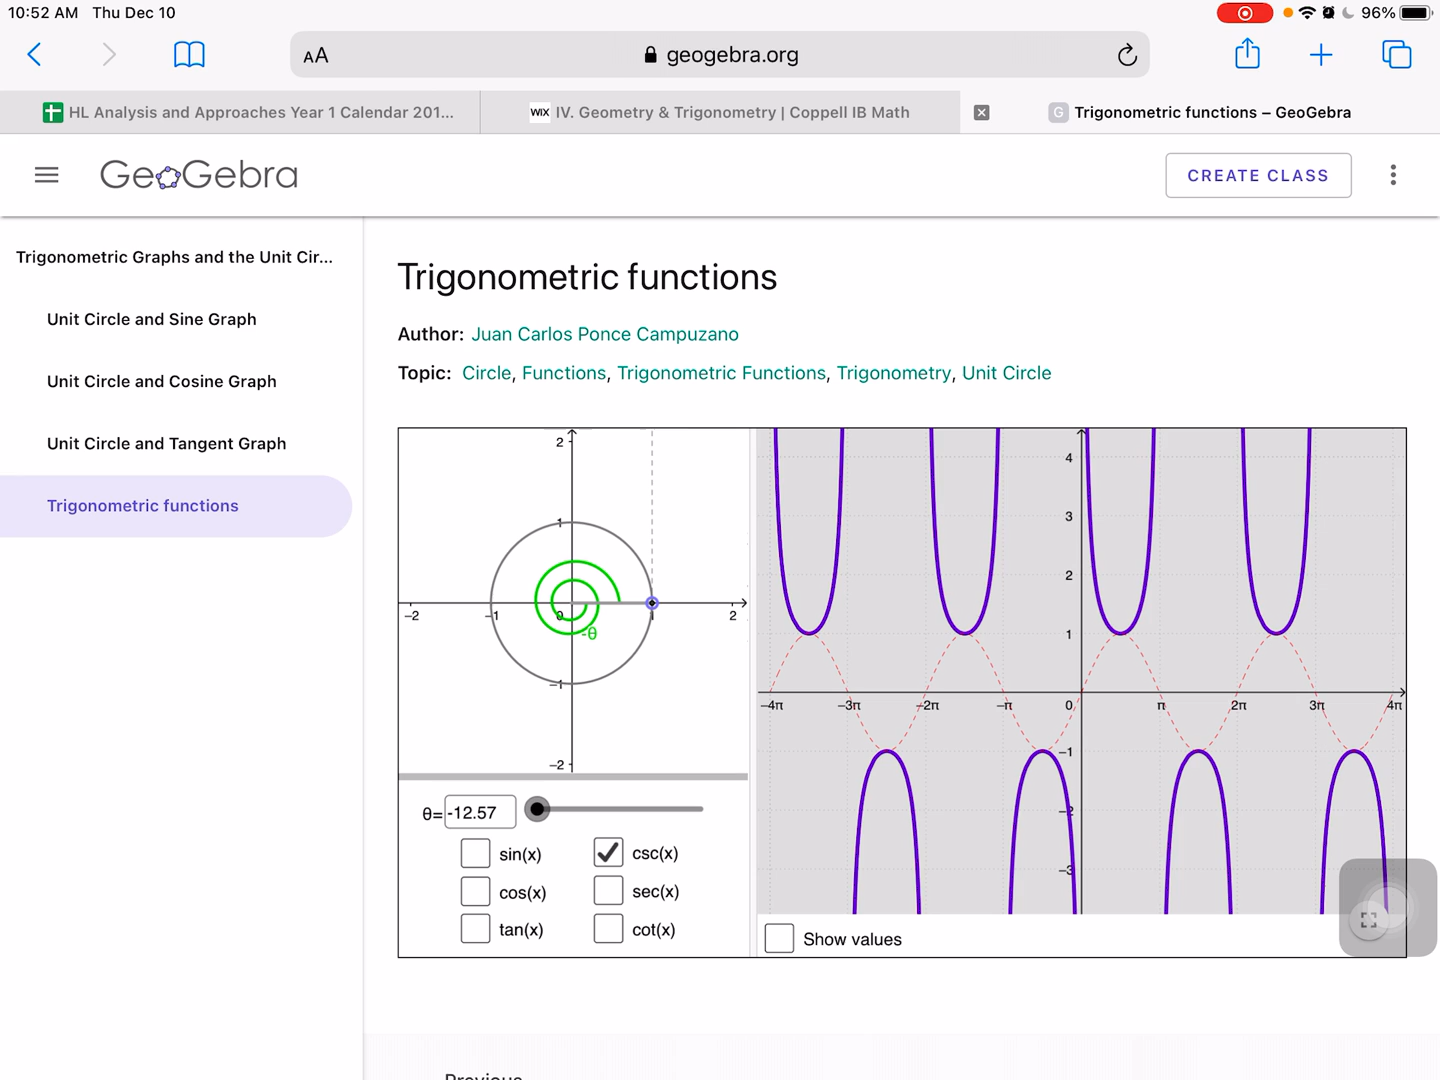 10:52 AM Thu Dec 10
96%
AA
geogebra.org
HL Analysis and Approaches Year 1 Calendar 201...
WIX IV. Geometry & Trigonometry | Coppell IB Math
G Trigonometric functions – GeoGebra
GeoGebra
CREATE CLASS
Trigonometric Graphs and the Unit Cir...
Unit Circle and Sine Graph
Unit Circle and Cosine Graph
Unit Circle and Tangent Graph
Trigonometric functions
Trigonometric functions
Author: Juan Carlos Ponce Campuzano
Topic: Circle, Functions, Trigonometric Functions, Trigonometry, Unit Circle
2
1
−2 −1 0 1 2
-θ
−1
−2
4
3
2
1
−4π −3π −2π −π 0 π 2π 3π 4π
−1
−2
−3
θ= -12.57
sin(x) csc(x)
cos(x) sec(x)
tan(x) cot(x)
Show values
Previous